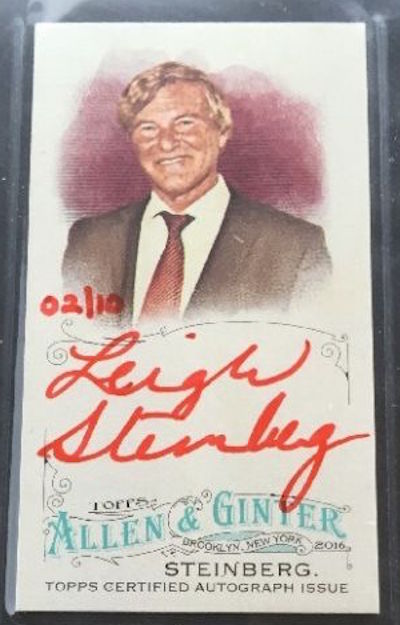 02/10
Leigh
Steinberg
TOPPS
ALLEN & GINTER
BROOKLYN, NEW YORK 2016
STEINBERG.
TOPPS CERTIFIED AUTOGRAPH ISSUE